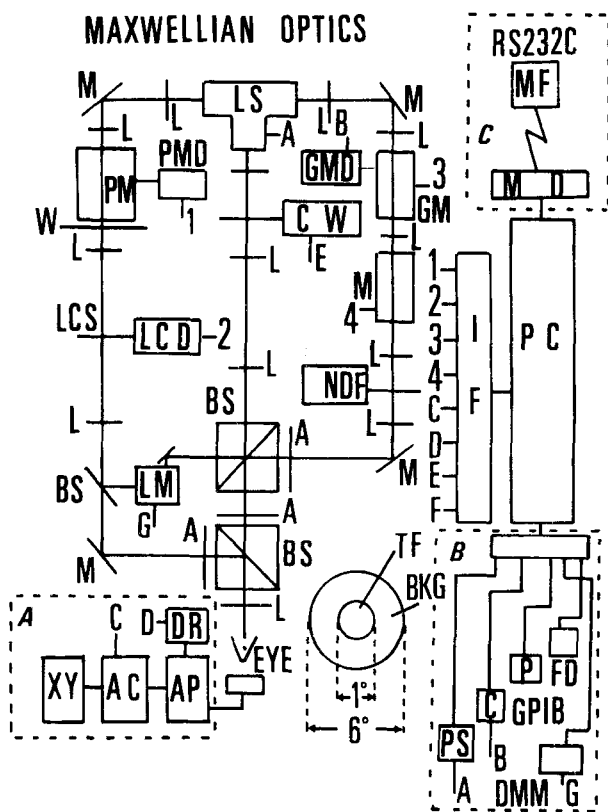 MAXWELLIAN OPTICS
RS232C
MF
C
M D
M
L
LS
L
M
L
A
B
L
PMD
GMD
3
PM
1
GM
W
C W
L
L
L
E
M
4
LCS
LCD
2
L
L
NDF
L
BS
A
L
M
BS
LM
G
A
A
M
BS
L
EYE
1
2
3
4
C
D
E
F
I
F
P C
TF
BKG
1°
6°
A
C
D
DR
XY
AC
AP
B
P
FD
C
GPIB
PS
B
A
DMM
G